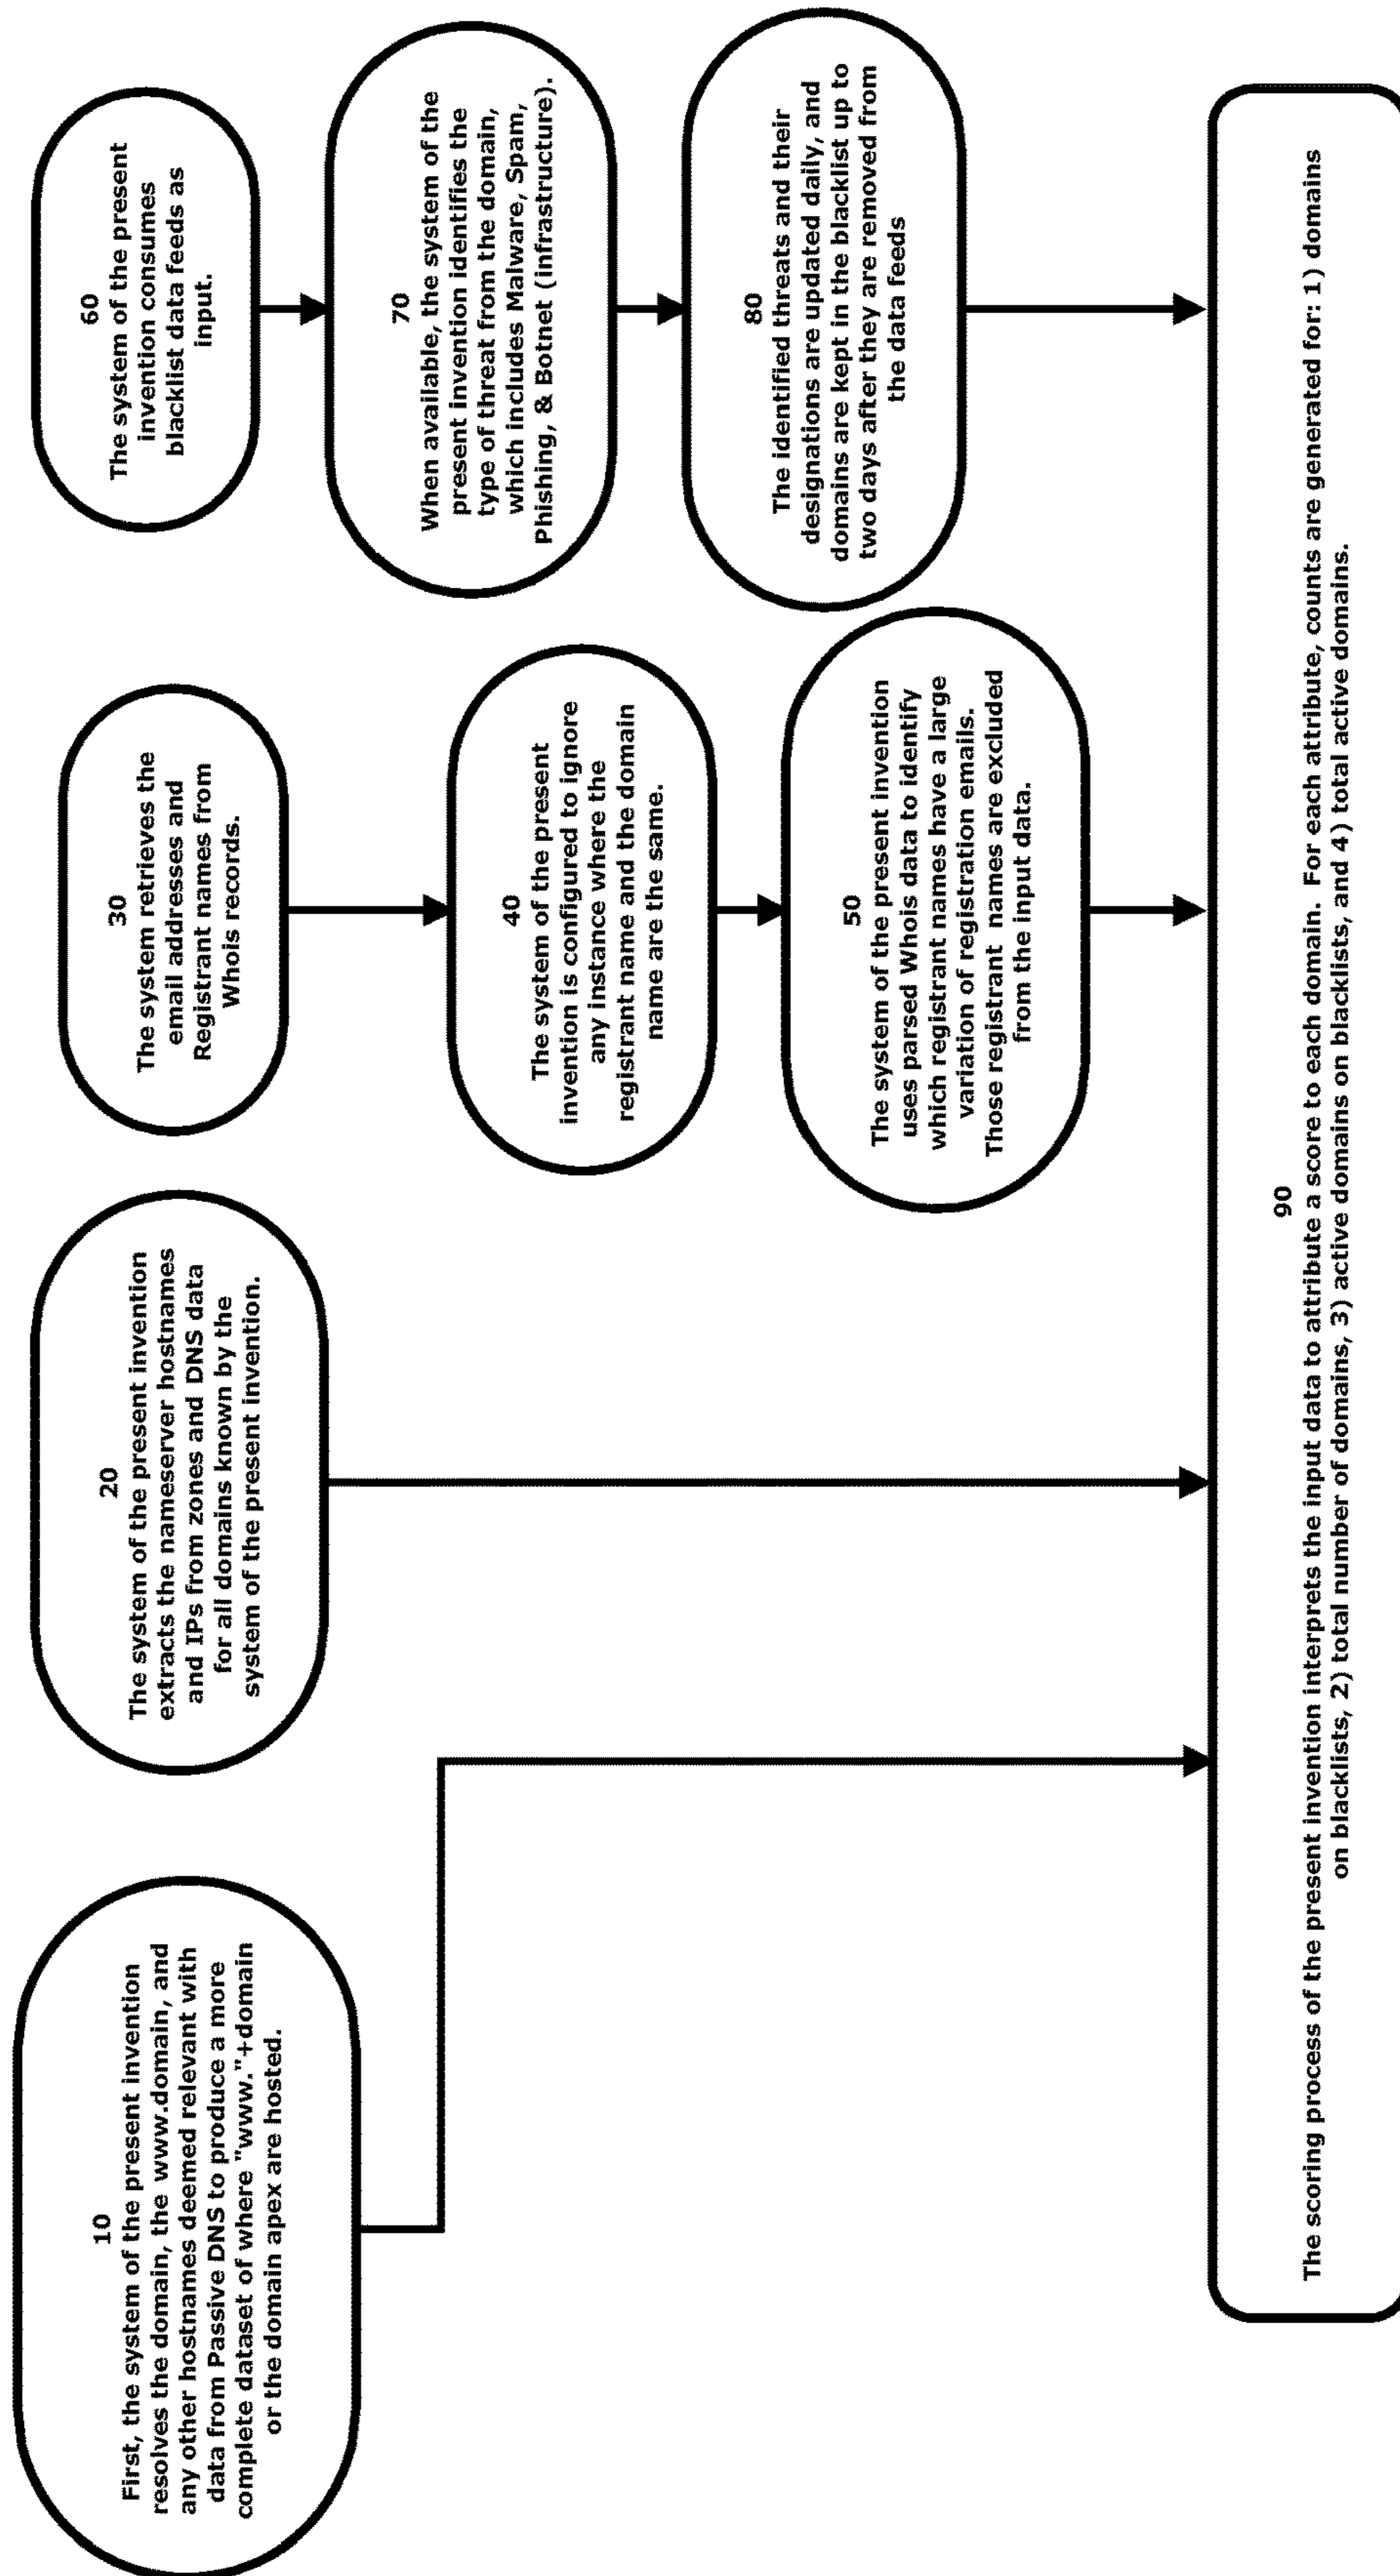 10
First, the system of the present invention
resolves the domain, the www.domain, and
any other hostnames deemed relevant with
data from Passive DNS to produce a more
complete dataset of where "www."+domain
or the domain apex are hosted.
20
The system of the present invention
extracts the nameserver hostnames
and IPs from zones and DNS data
for all domains known by the
system of the present invention.
30
The system retrieves the
email addresses and
Registrant names from
Whois records.
40
The system of the present
invention is configured to ignore
any instance where the
registrant name and the domain
name are the same.
50
The system of the present invention
uses parsed Whois data to identify
which registrant names have a large
variation of registration emails.
Those registrant names are excluded
from the input data.
60
The system of the present
invention consumes
blacklist data feeds as
input.
70
When available, the system of the
present invention identifies the
type of threat from the domain,
which includes Malware, Spam,
Phishing, & Botnet (infrastructure).
80
The identified threats and their
designations are updated daily, and
domains are kept in the blacklist up to
two days after they are removed from
the data feeds
90
The scoring process of the present invention interprets the input data to attribute a score to each domain. For each attribute, counts are generated for: 1) domains
on blacklists, 2) total number of domains, 3) active domains on blacklists, and 4) total active domains.